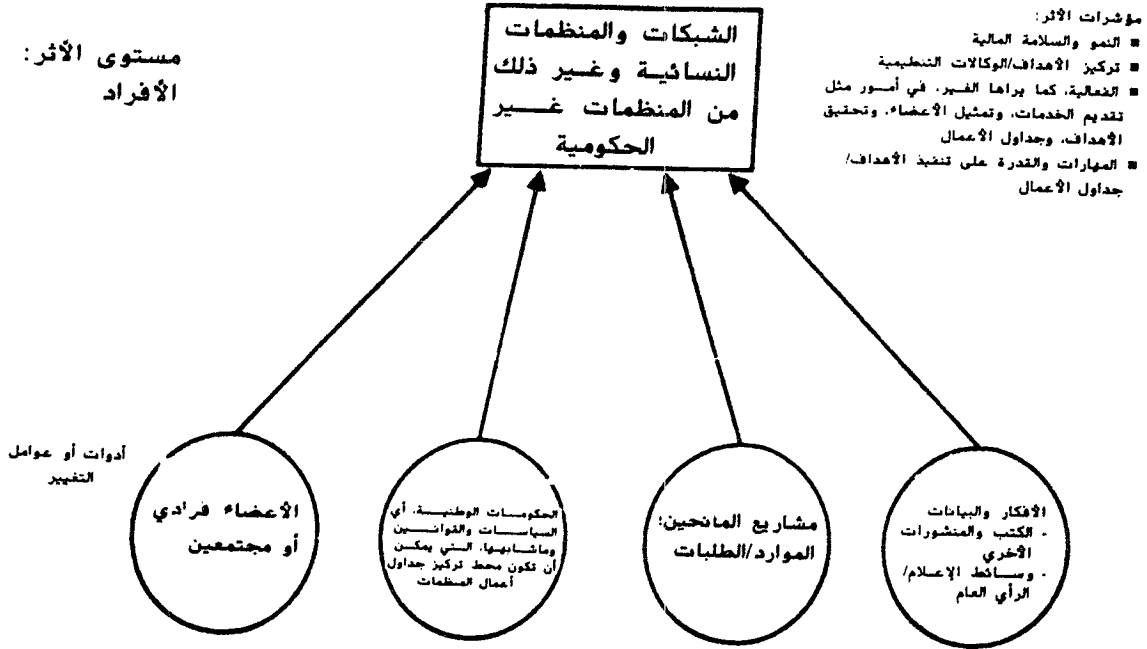 مستوى الأثر:
الأفراد
الشبكات والمنظمات
النسائية وغير ذلك
من المنظمات غير
الحكومية
مؤشرات الأثر:
■ النمو والسلامة المالية
■ تركيز الأهداف/الوكالات التنظيمية
■ الفعالية، كما يراها الغير، في أمور مثل
تقديم الخدمات، وتمثيل الأعضاء، وتحقيق
الأهداف، وجداول الأعمال
■ المهارات والقدرة على تنفيذ الأهداف/
جداول الأعمال
أدوات أو عوامل
التغيير
الأعضاء فرادي
أو مجتمعين
الحكومات الوطنية، أي
السياسات والقوانين
وماشابهها، التي يمكن
أن تكون محط تركيز جداول
أعمال المنظمات
مشاريع المانحين:
الموارد/الطلبات
الأفكار والبيانات
- الكتب والمنشورات
الأخري
- وسائط الإعلام/
الرأي العام